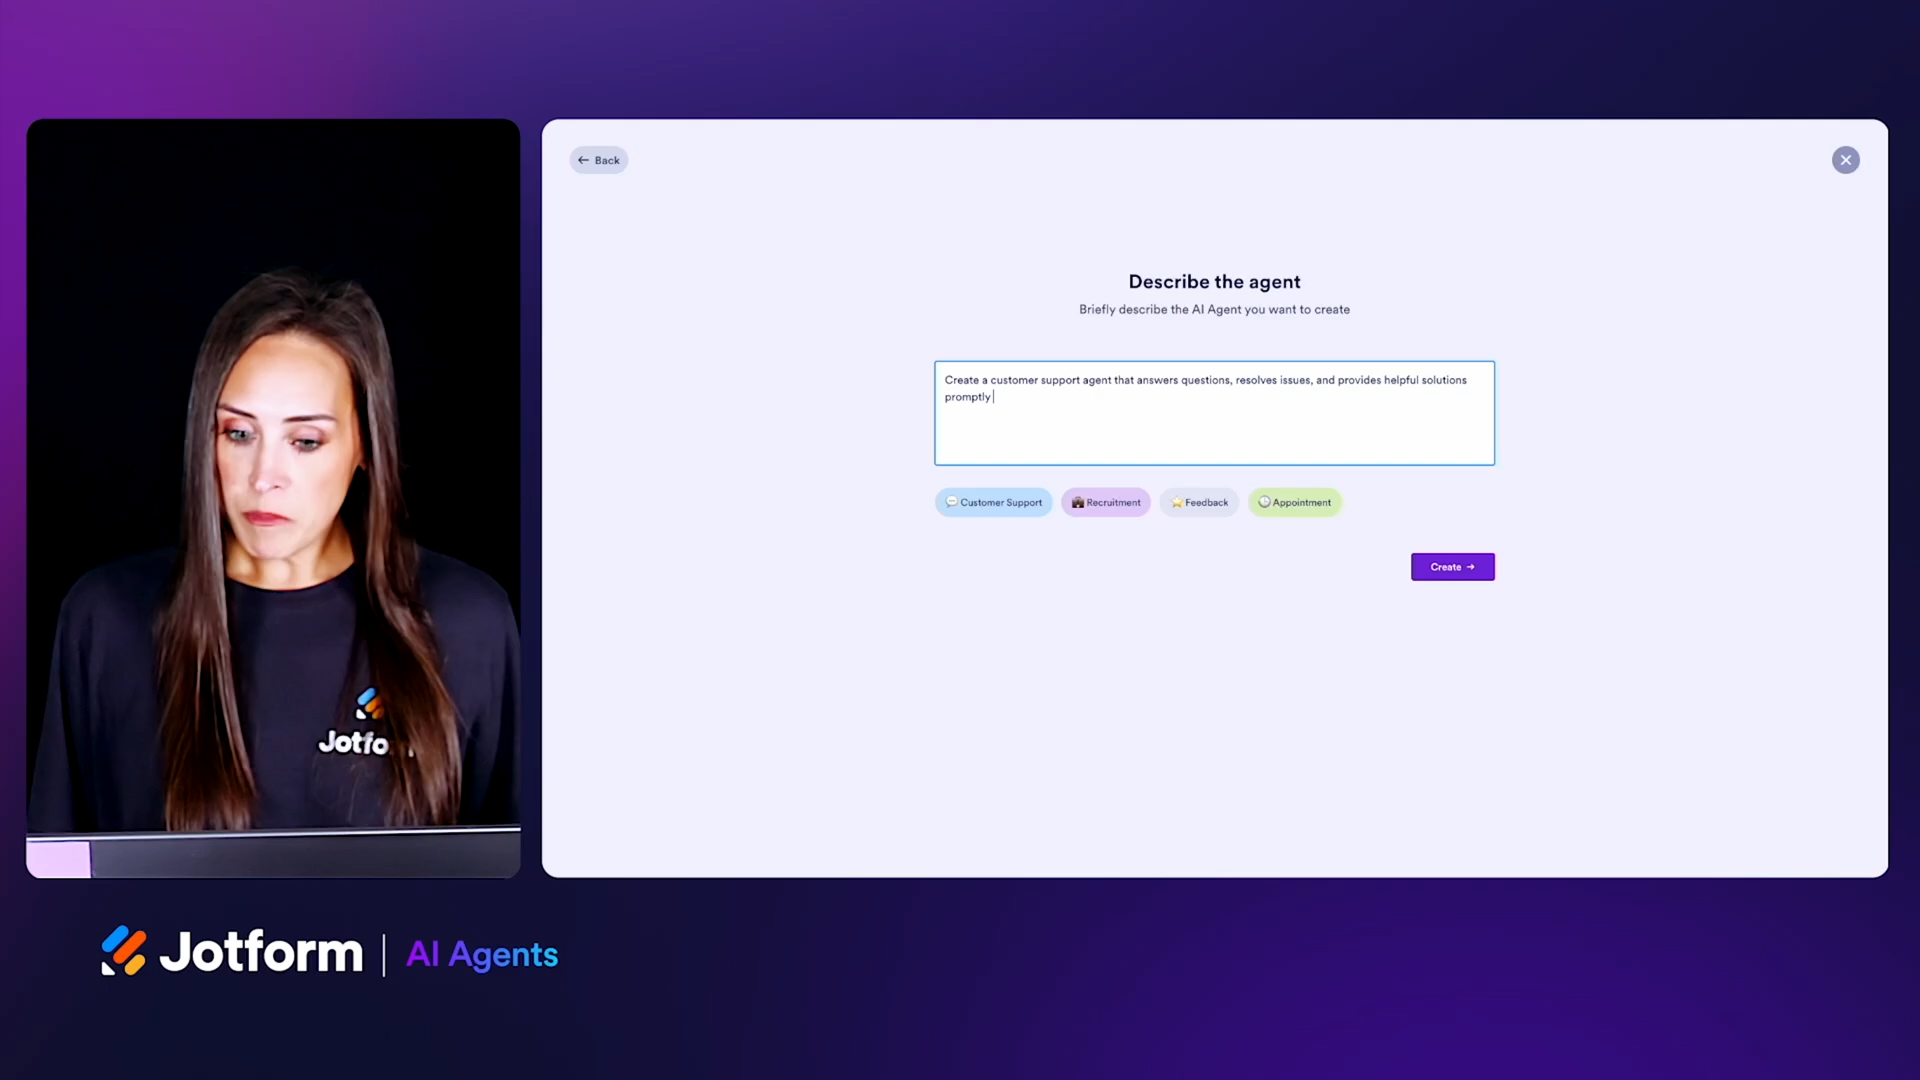 Back
Describe the agent
Briefly describe the AI Agent you want to create
Create a customer support agent that answers questions, resolves issues, and provides helpful solutions
promptly
Customer Support
Recruitment
Feedback
Appointment
Create →
Jotfo
Jotform | AI Agents